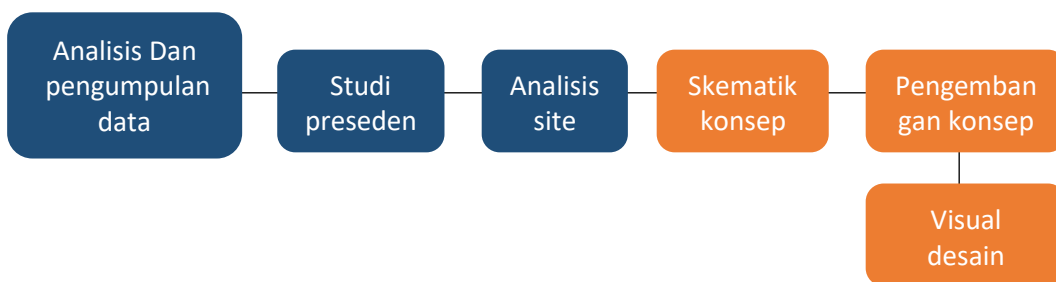 Analisis Dan
pengumpulan
data
Studi
preseden
Analisis
site
Skematik
konsep
Pengemban
gan konsep
Visual
desain